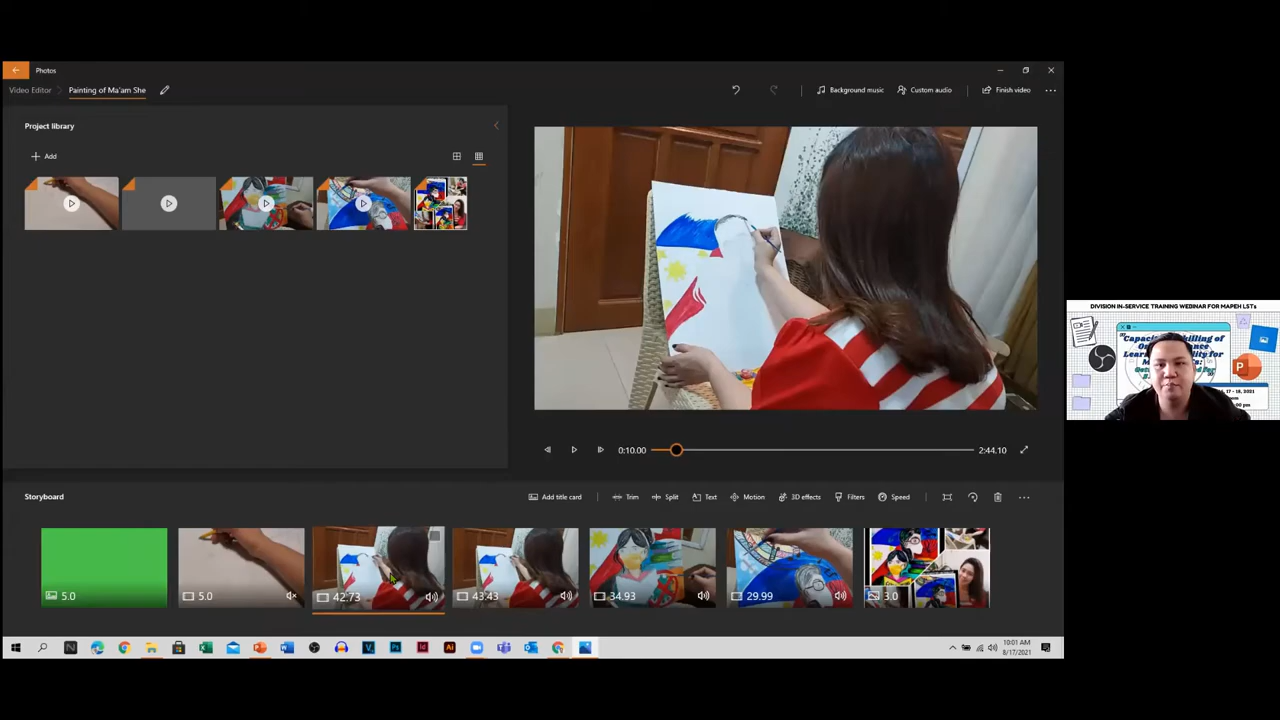 Photos
Video Editor
Painting of Ma'am She
Background music
Custom audio
Finish video
Project library
Add
0:10.00
2:44.10
Storyboard
Add title card
Trim
Split
Text
Motion
3D effects
Filters
Speed
5.0
5.0
42.73
43.43
34.93
29.99
3.0
10:01 AM
8/17/2021
DIVISION IN-SERVICE TRAINING WEBINAR FOR MAPEH LSTs